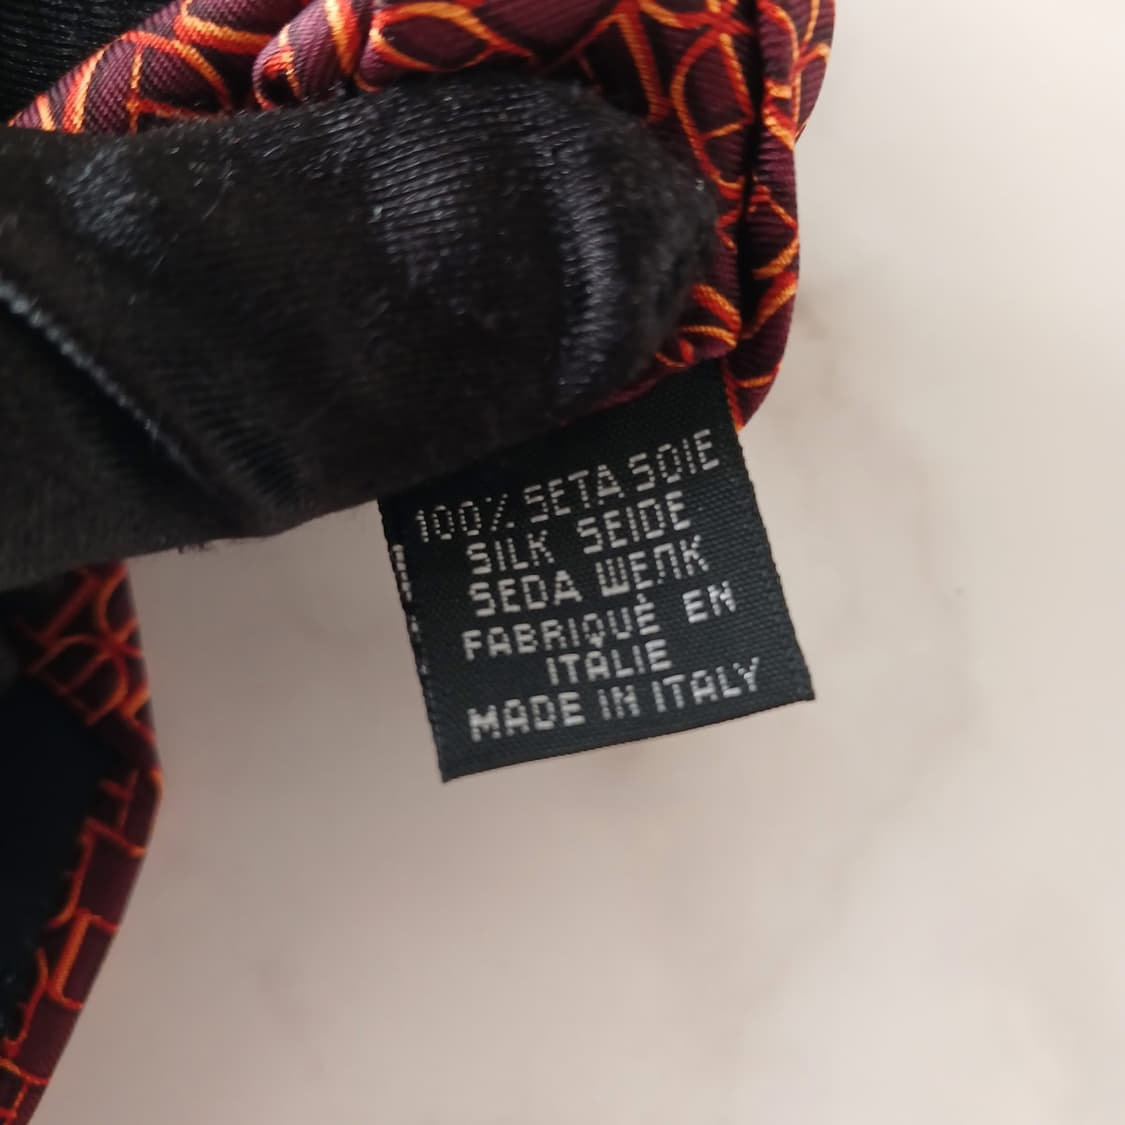 100% SETA SOIE
SILK SEIDE
SEDA ШЕЛК
FABRIQUÉ EN
ITALIE
MADE IN ITALY